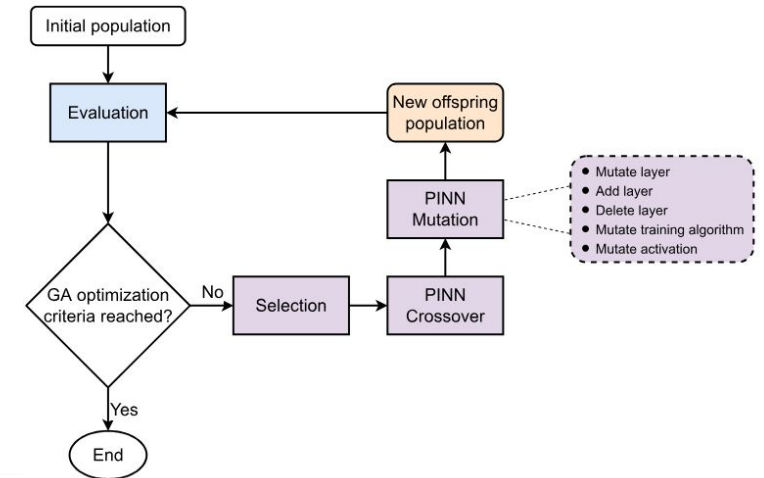 Initial population
Evaluation
New offspring
population
PINN
Mutation
● Mutate layer
● Add layer
● Delete layer
● Mutate training algorithm
● Mutate activation
GA optimization
criteria reached?
No
Selection
PINN
Crossover
Yes
End